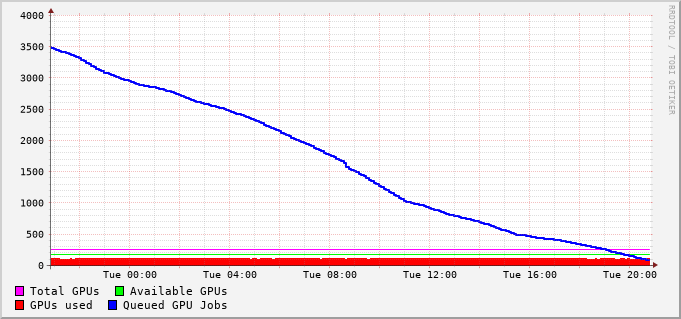 RRDTOOL / TOBI OETIKER
4000
3500
3000
2500
2000
1500
1000
500
0
Tue 00:00 Tue 04:00 Tue 08:00 Tue 12:00 Tue 16:00 Tue 20:00
Total GPUs Available GPUs
GPUs used Queued GPU Jobs